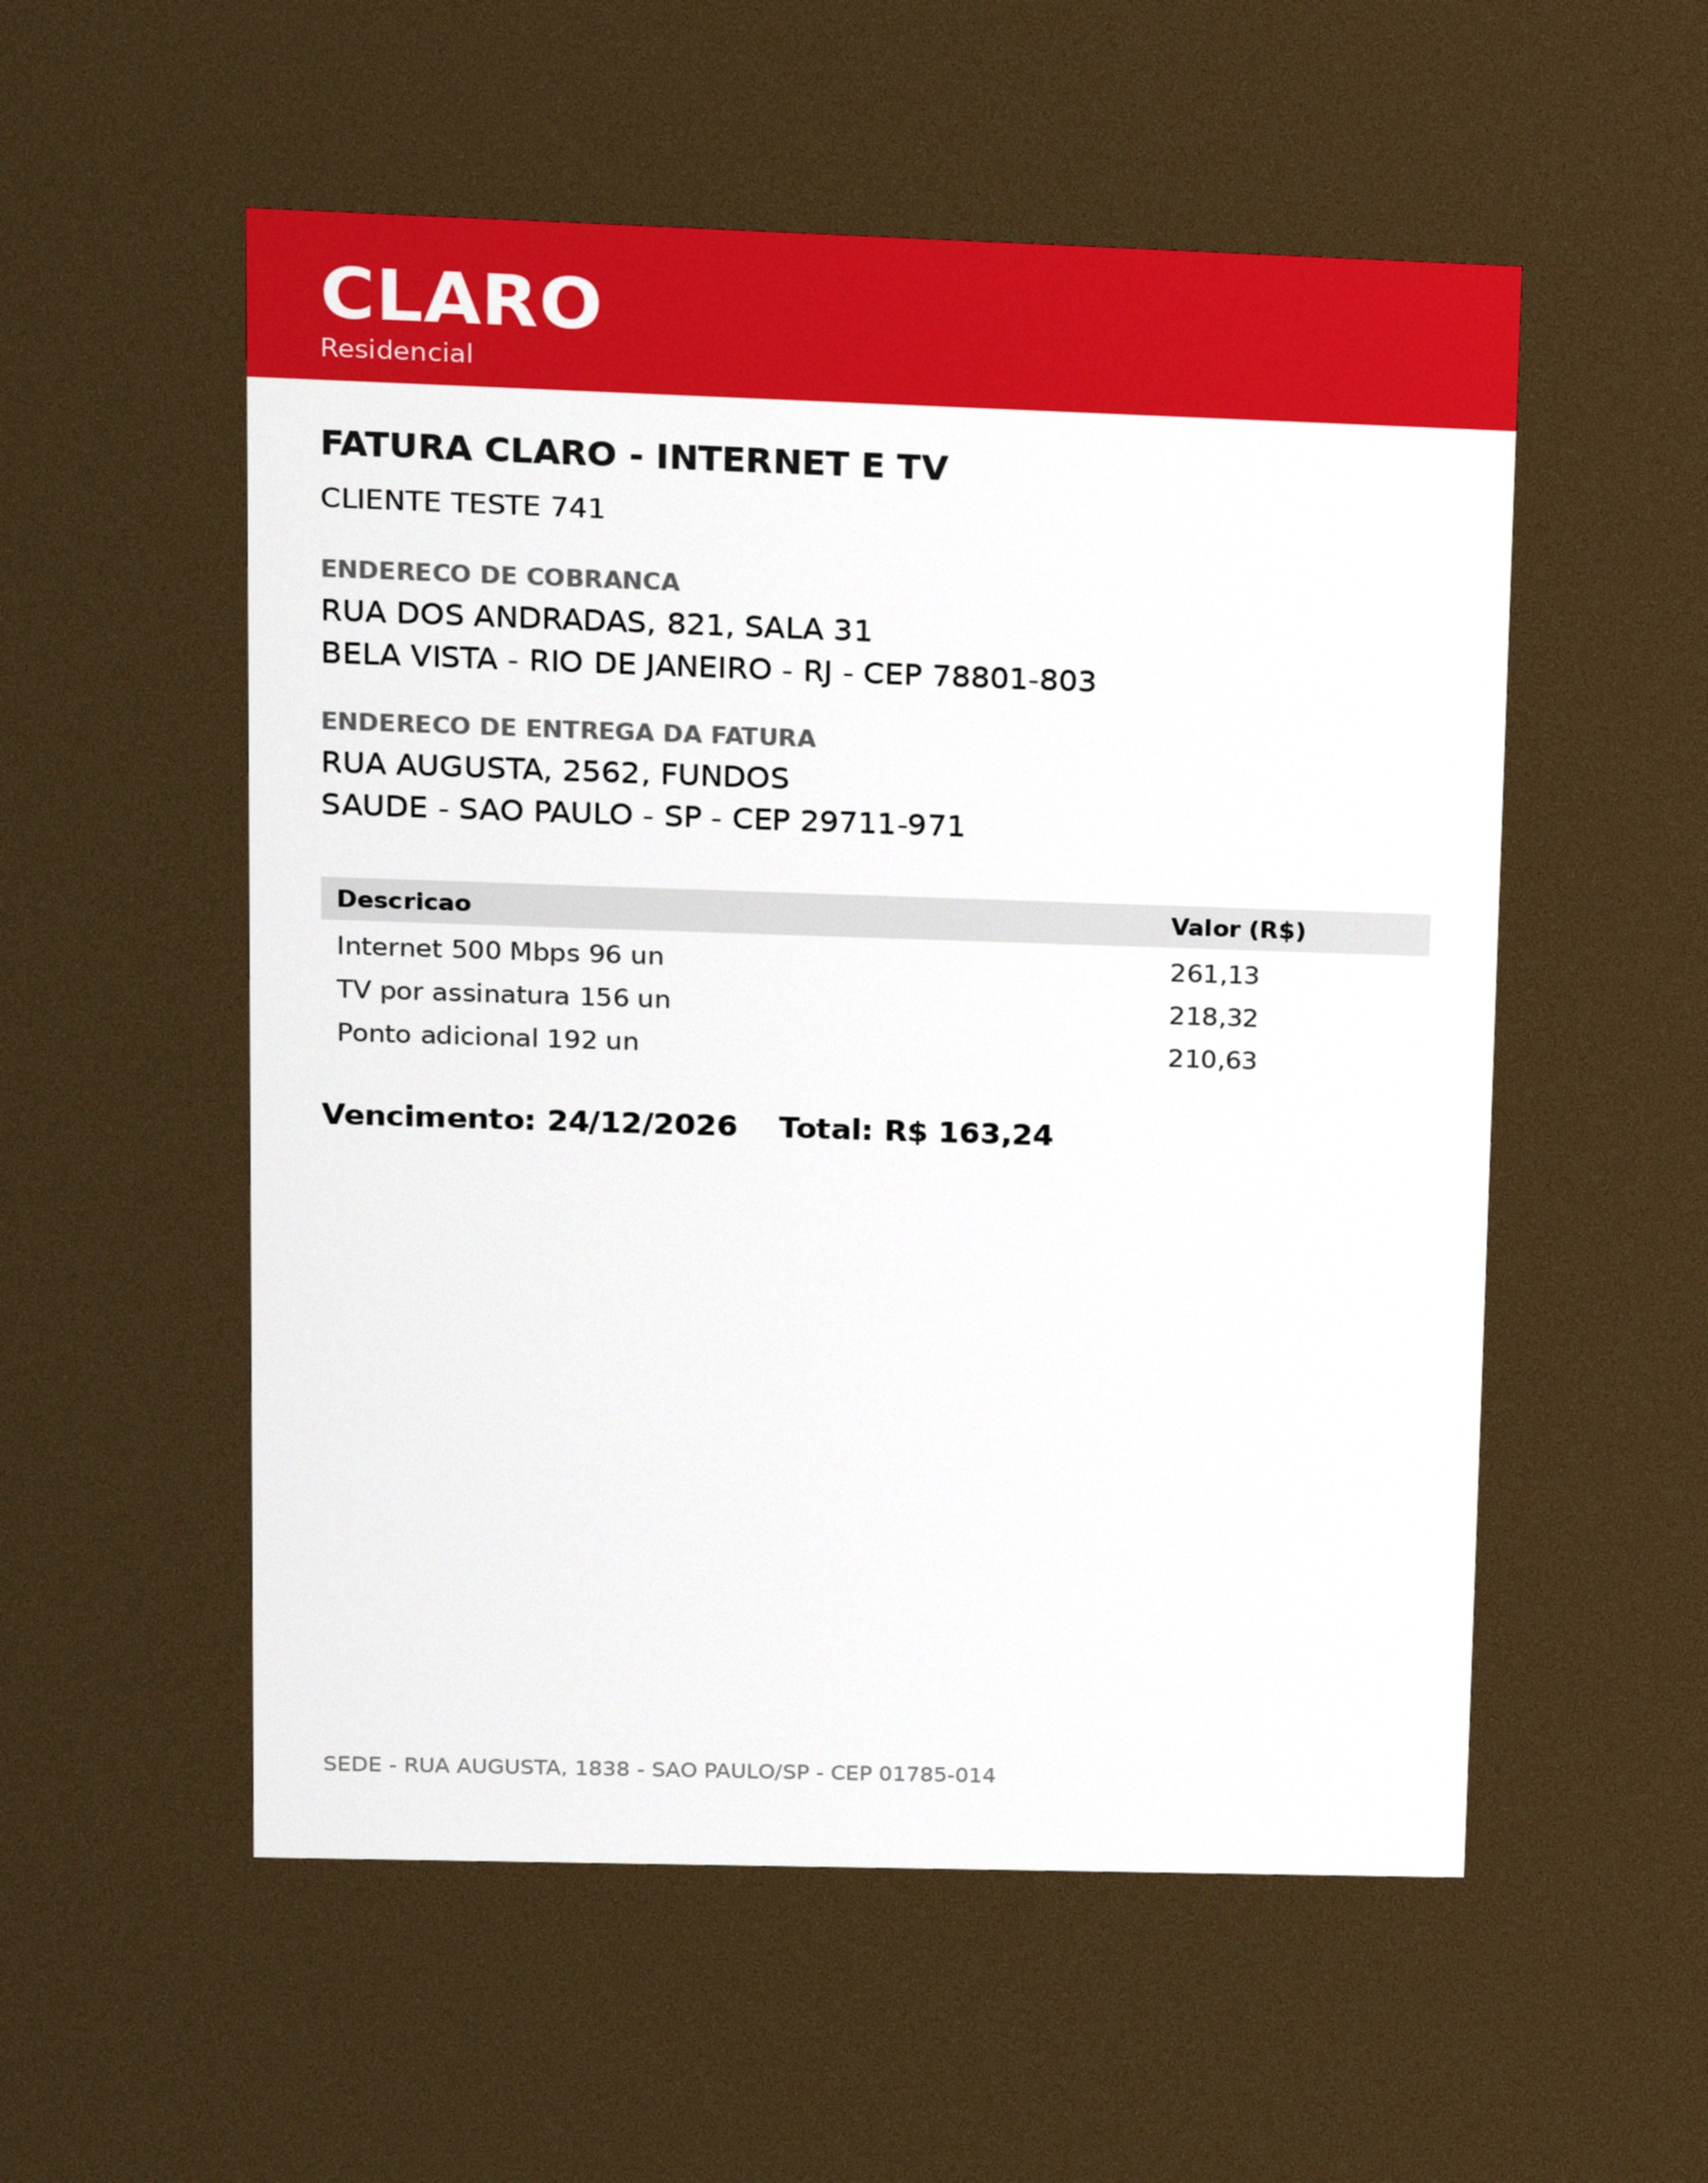 CLARO
Residencial
FATURA CLARO - INTERNET E TV
CLIENTE TESTE 741
ENDERECO DE COBRANCA
RUA DOS ANDRADAS, 821, SALA 31
BELA VISTA - RIO DE JANEIRO - RJ - CEP 78801-803
ENDERECO DE ENTREGA DA FATURA
RUA AUGUSTA, 2562, FUNDOS
SAUDE - SAO PAULO - SP - CEP 29711-971
Descricao Valor (R$)
Internet 500 Mbps 96 un 261,13
TV por assinatura 156 un 218,32
Ponto adicional 192 un 210,63
Vencimento: 24/12/2026 Total: R$ 163,24
SEDE - RUA AUGUSTA, 1838 - SAO PAULO/SP - CEP 01785-014